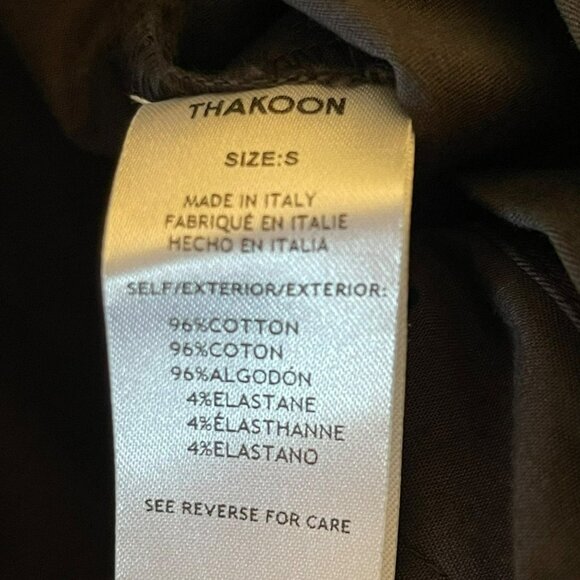 THAKOON
SIZE:S
MADE IN ITALY
FABRIQUÉ EN ITALIE
HECHO EN ITALIA
SELF/EXTERIOR/EXTERIOR:
96%COTTON
96%COTON
96%ALGODÓN
4%ELASTANE
4%ÉLASTHANNE
4%ELASTANO
SEE REVERSE FOR CARE